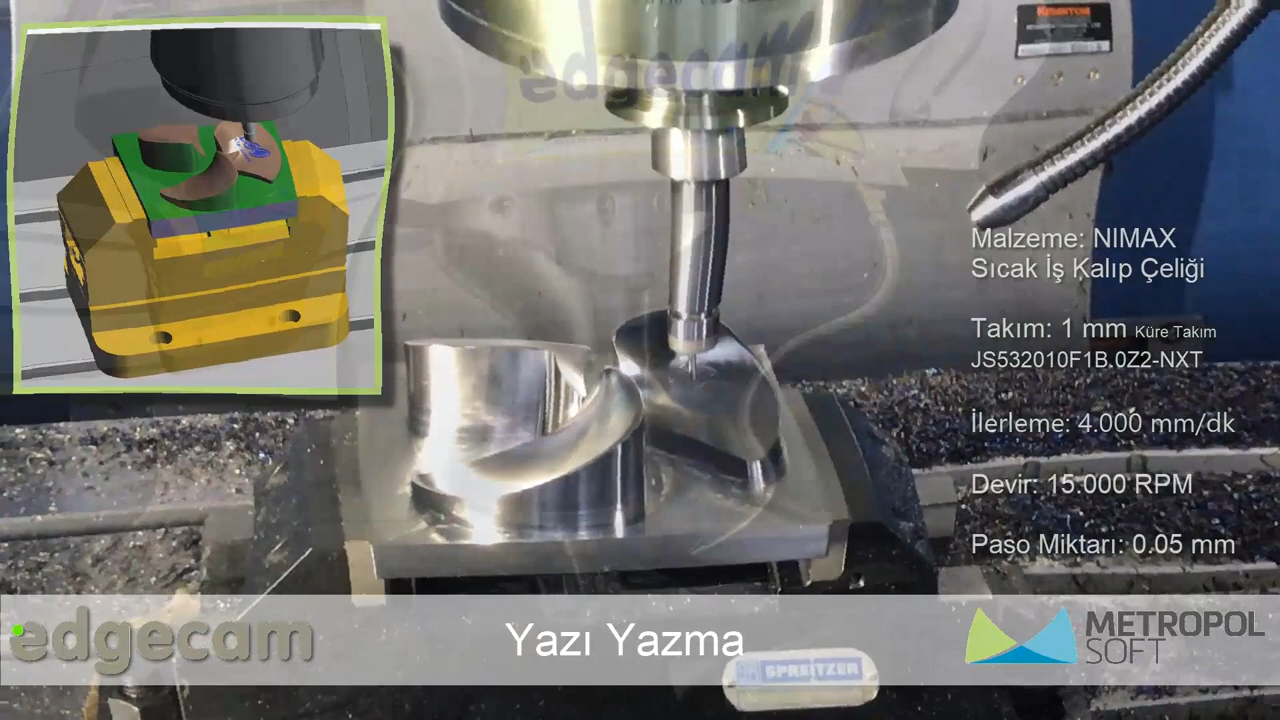 edgecam
Malzeme: NIMAX
Sıcak İş Kalıp Çeliği
Takım: 1 mm Küre Takım
JS532010F1B.0Z2-NXT
İlerleme: 4.000 mm/dk
Devir: 15.000 RPM
Paso Miktarı: 0.05 mm
edgecam
Yazı Yazma
METROPOL
SOFT
SPREITZER